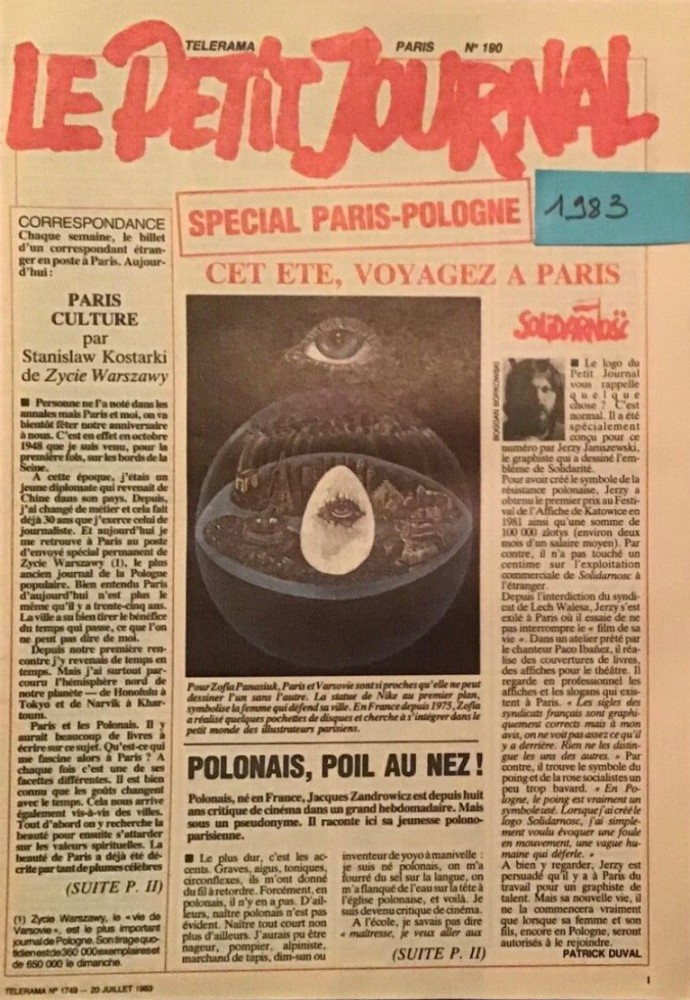 TELERAMA PARIS N° 190
LE PETIT JOURNAL
SPECIAL PARIS-POLOGNE
1983
CET ETE, VOYAGEZ A PARIS
CORRESPONDANCE
Chaque semaine, le billet
d'un correspondant étran-
ger en poste à Paris. Aujour-
d'hui :
PARIS
CULTURE
par
Stanislaw Kostarki
de Zycie Warszawy
■ Personne ne l'a noté dans les
annales mais Paris et moi, on va
bientôt fêter notre anniversaire
à nous. C'est en effet en octobre
1948 que je suis venu, pour la
première fois, sur les bords de la
Seine.
A cette époque, j'étais un
jeune diplomate qui revenait de
Chine dans son pays. Depuis,
j'ai changé de métier et cela fait
déjà 30 ans que j'exerce celui de
journaliste. Et aujourd'hui je
me retrouve à Paris au poste
d'envoyé spécial permanent de
Zycie Warszawy (1), le plus
ancien journal de la Pologne
populaire. Bien entendu Paris
d'aujourd'hui n'est plus le
même qu'il y a trente-cinq ans.
La ville a su bien tirer le bénéfice
du temps qui passe, ce que l'on
ne peut pas dire de moi.
Depuis notre première ren-
contre j'y revenais de temps en
temps. Mais j'ai surtout par-
couru l'hémisphère nord de
notre planète — de Honolulu à
Tokyo et de Narvik à Khar-
toum.
Paris et les Polonais. Il y
aurait beaucoup de livres à
écrire sur ce sujet. Qu'est-ce qui
me fascine alors à Paris ? A
chaque fois c'est une de ses
facettes différentes. Il est bien
connu que les goûts changent
avec le temps. Cela nous arrive
également vis-à-vis des villes.
Tout d'abord on y recherche la
beauté pour ensuite s'attarder
sur les valeurs spirituelles. La
beauté de Paris a déjà été dé-
crite par tant de plumes célèbres
(SUITE P. II)
(1) Zycie Warszawy, le « vie de
Varsovie », est le plus important
journal de Pologne. Son tirage quo-
tidien est de 360 000 exemplaires et
de 650 000 le dimanche.
Pour Zofia Panasiuk, Paris et Varsovie sont si proches qu'elle ne peut
dessiner l'un sans l'autre. La statue de Nike au premier plan,
symbolise la femme qui défend sa ville. En France depuis 1975, Zofia
a réalisé quelques pochettes de disques et cherche à s'intégrer dans le
petit monde des illustrateurs parisiens.
POLONAIS, POIL AU NEZ !
Polonais, né en France, Jacques Zandrowicz est depuis huit
ans critique de cinéma dans un grand hebdomadaire. Mais
sous un pseudonyme. Il raconte ici sa jeunesse polono-
parisienne.
■ Le plus dur, c'est les ac-
cents. Graves, aigus, toniques,
circonflexes, ils m'ont donné
du fil à retordre. Forcément, en
polonais, il n'y en a pas. D'ail-
leurs, naître polonais n'est pas
évident. Naître tout court non
plus d'ailleurs. J'aurais pu être
nageur, pompier, alpiniste,
marchand de tapis, dim-sun ou
inventeur de yoyo à manivelle :
je suis né polonais, on m'a
fourré du sel sur la langue, on
m'a flanqué de l'eau sur la tête à
l'église polonaise, et voilà. Je
suis devenu critique de cinéma.
A l'école, je savais pas dire
« maîtresse, je veux aller aux
(SUITE P. II)
SOLIDARNOŚĆ
BOGDAN BORKOWSKI
■ Le logo du
Petit Journal
vous rappelle
quelque
chose ? C'est
normal. Il a été
spécialement
conçu pour ce
numéro par Jerzy Janiszewski,
le graphiste qui a dessiné l'em-
blème de Solidarité.
Pour avoir créé le symbole de la
résistance polonaise, Jerzy a
obtenu le premier prix au Festi-
val de l'Affiche de Katowice en
1981 ainsi qu'une somme de
100 000 zlotys (environ deux
mois d'un salaire moyen). Par
contre, il n'a pas touché un
centime sur l'exploitation
commerciale de Solidarnosc à
l'étranger.
Depuis l'interdiction du syndi-
cat de Lech Walesa, Jerzy s'est
exilé à Paris où il essaie de ne
pas interrompre le « film de sa
vie ». Dans un atelier prêté par
le chanteur Paco Ibañez, il réa-
lise des couvertures de livres,
des affiches pour le théâtre. Il
regarde en professionnel les
affiches et les slogans qui exis-
tent à Paris. « Les sigles des
syndicats français sont graphi-
quement corrects mais à mon
avis, on ne voit pas assez ce qu'il
y a derrière. Rien ne les distin-
gue les uns des autres. » Par
contre, il trouve le symbole du
poing et de la rose socialistes un
peu trop bavard. « En Po-
logne, le poing est vraiment un
symbole usé. Lorsque j'ai créé le
logo Solidarnosc, j'ai simple-
ment voulu évoquer une foule
en mouvement, une vague hu-
maine qui déferle. »
A bien y regarder, Jerzy est
persuadé qu'il y a à Paris du
travail pour un graphiste de
talent. Mais sa nouvelle vie, il
ne la commencera vraiment
que lorsque sa femme et son
fils, encore en Pologne, seront
autorisés à le rejoindre.
PATRICK DUVAL
TELERAMA N° 1749 — 20 JUILLET 1983
I